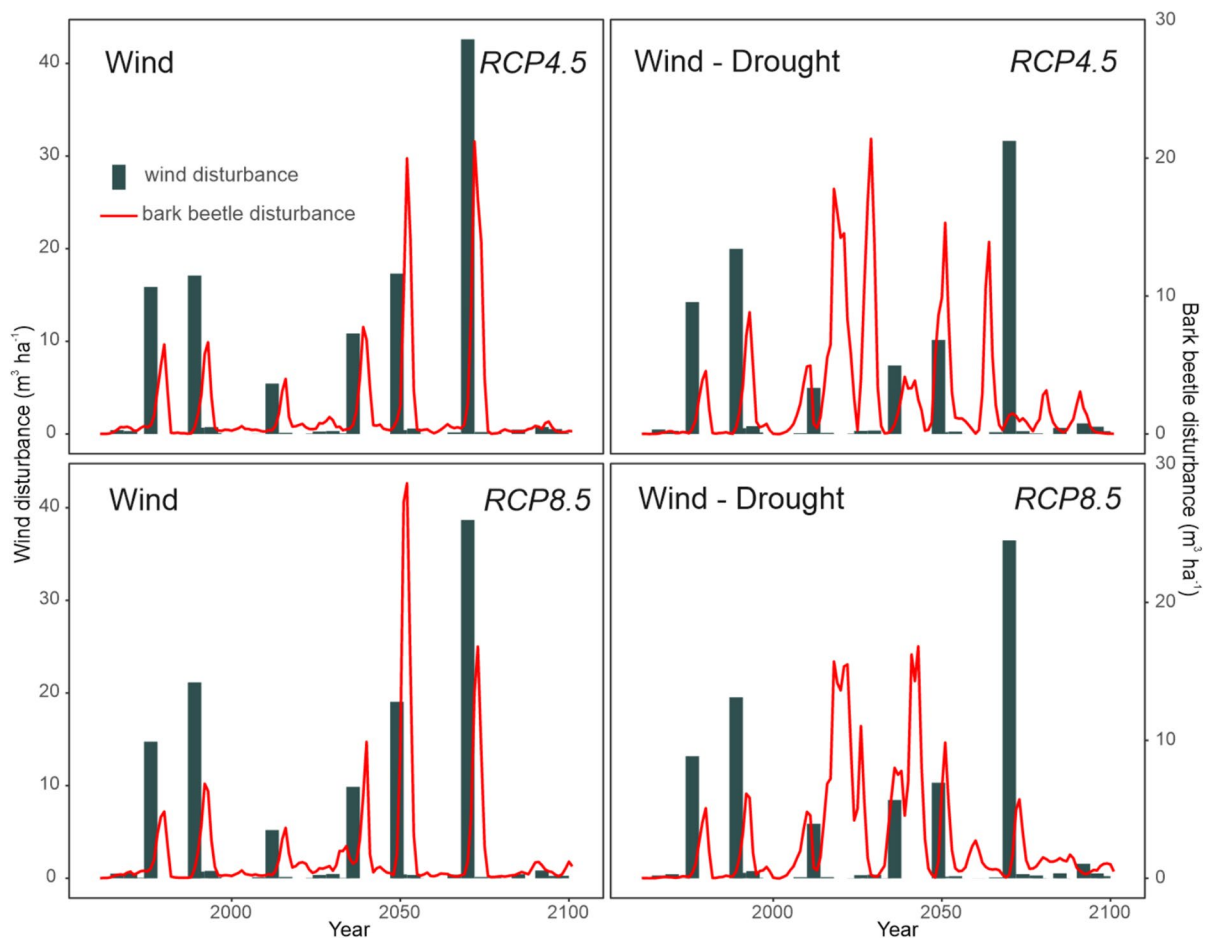 Wind RCP4.5
Wind - Drought RCP4.5
wind disturbance
bark beetle disturbance
40
30
20
10
0
30
20
10
0
Wind RCP8.5
Wind - Drought RCP8.5
40
30
20
10
0
30
20
10
0
Wind disturbance (m³ ha⁻¹)
Bark beetle disturbance (m³ ha⁻¹)
2000 2050 2100
2000 2050 2100
Year
Year